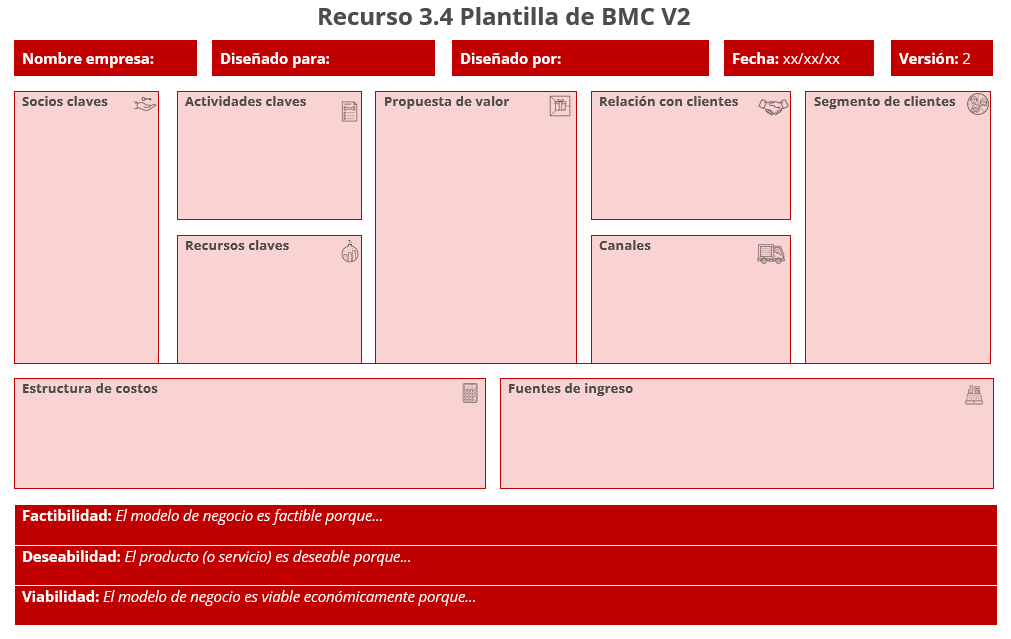 Recurso 3.4 Plantilla de BMC V2
Nombre empresa:
Diseñado para:
Diseñado por:
Fecha: xx/xx/xx
Versión: 2
Socios claves
Actividades claves
Propuesta de valor
Relación con clientes
Segmento de clientes
Recursos claves
Canales
Estructura de costos
Fuentes de ingreso
Factibilidad: El modelo de negocio es factible porque...
Deseabilidad: El producto (o servicio) es deseable porque...
Viabilidad: El modelo de negocio es viable económicamente porque...